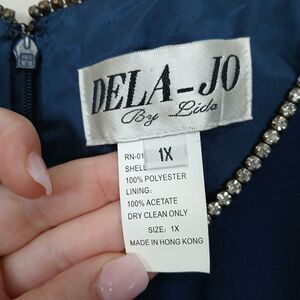 DELA-JO
By Lida
1X
RN-01
SHELL
100% POLYESTER
LINING:
100% ACETATE
DRY CLEAN ONLY
SIZE: 1X
MADE IN HONG KONG